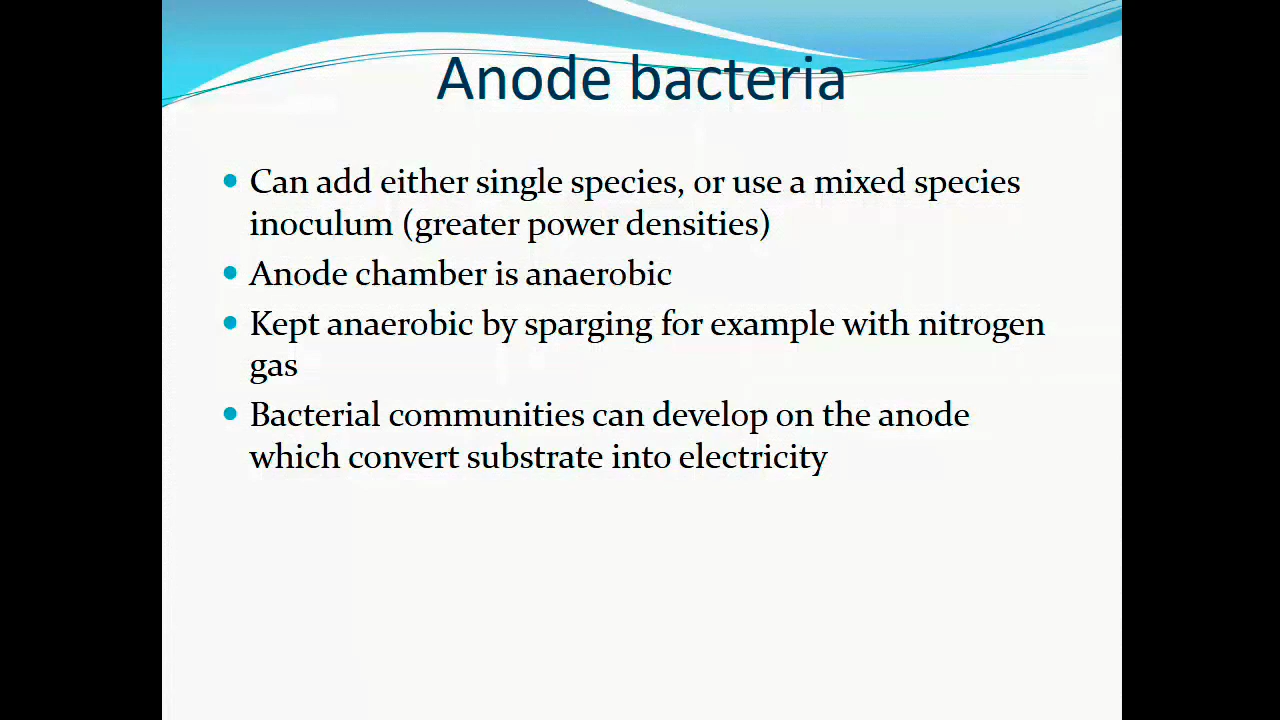 Anode bacteria
• Can add either single species, or use a mixed species
inoculum (greater power densities)
• Anode chamber is anaerobic
• Kept anaerobic by sparging for example with nitrogen
gas
• Bacterial communities can develop on the anode
which convert substrate into electricity